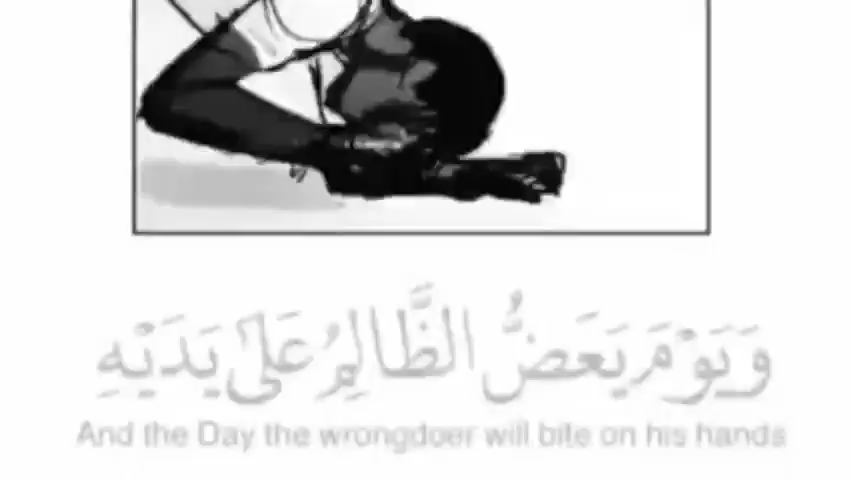 وَيَوْمَ يَعَضُّ الظَّالِمُ عَلَىٰ يَدَيْهِ
And the Day the wrongdoer will bite on his hands